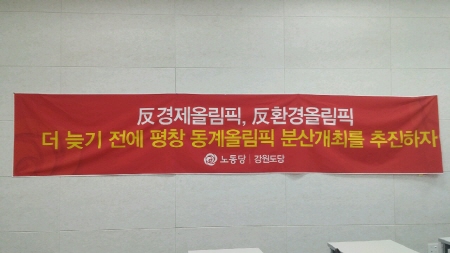 反경제올림픽, 反환경올림픽
더 늦기 전에 평창 동계올림픽 분산개최를 추진하자
노동당 | 강원도당